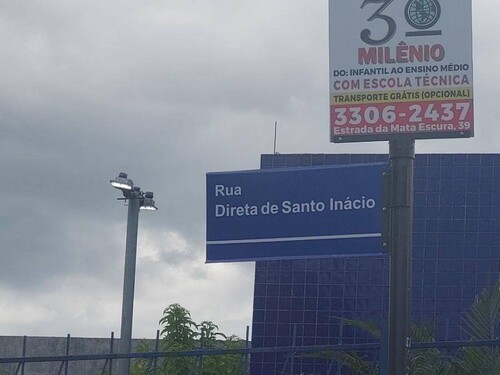 3º
MILÊNIO
DO: INFANTIL AO ENSINO MÉDIO
COM ESCOLA TÉCNICA
TRANSPORTE GRÁTIS (OPCIONAL)
3306-2437
Estrada da Mata Escura, 39
Rua
Direta de Santo Inácio